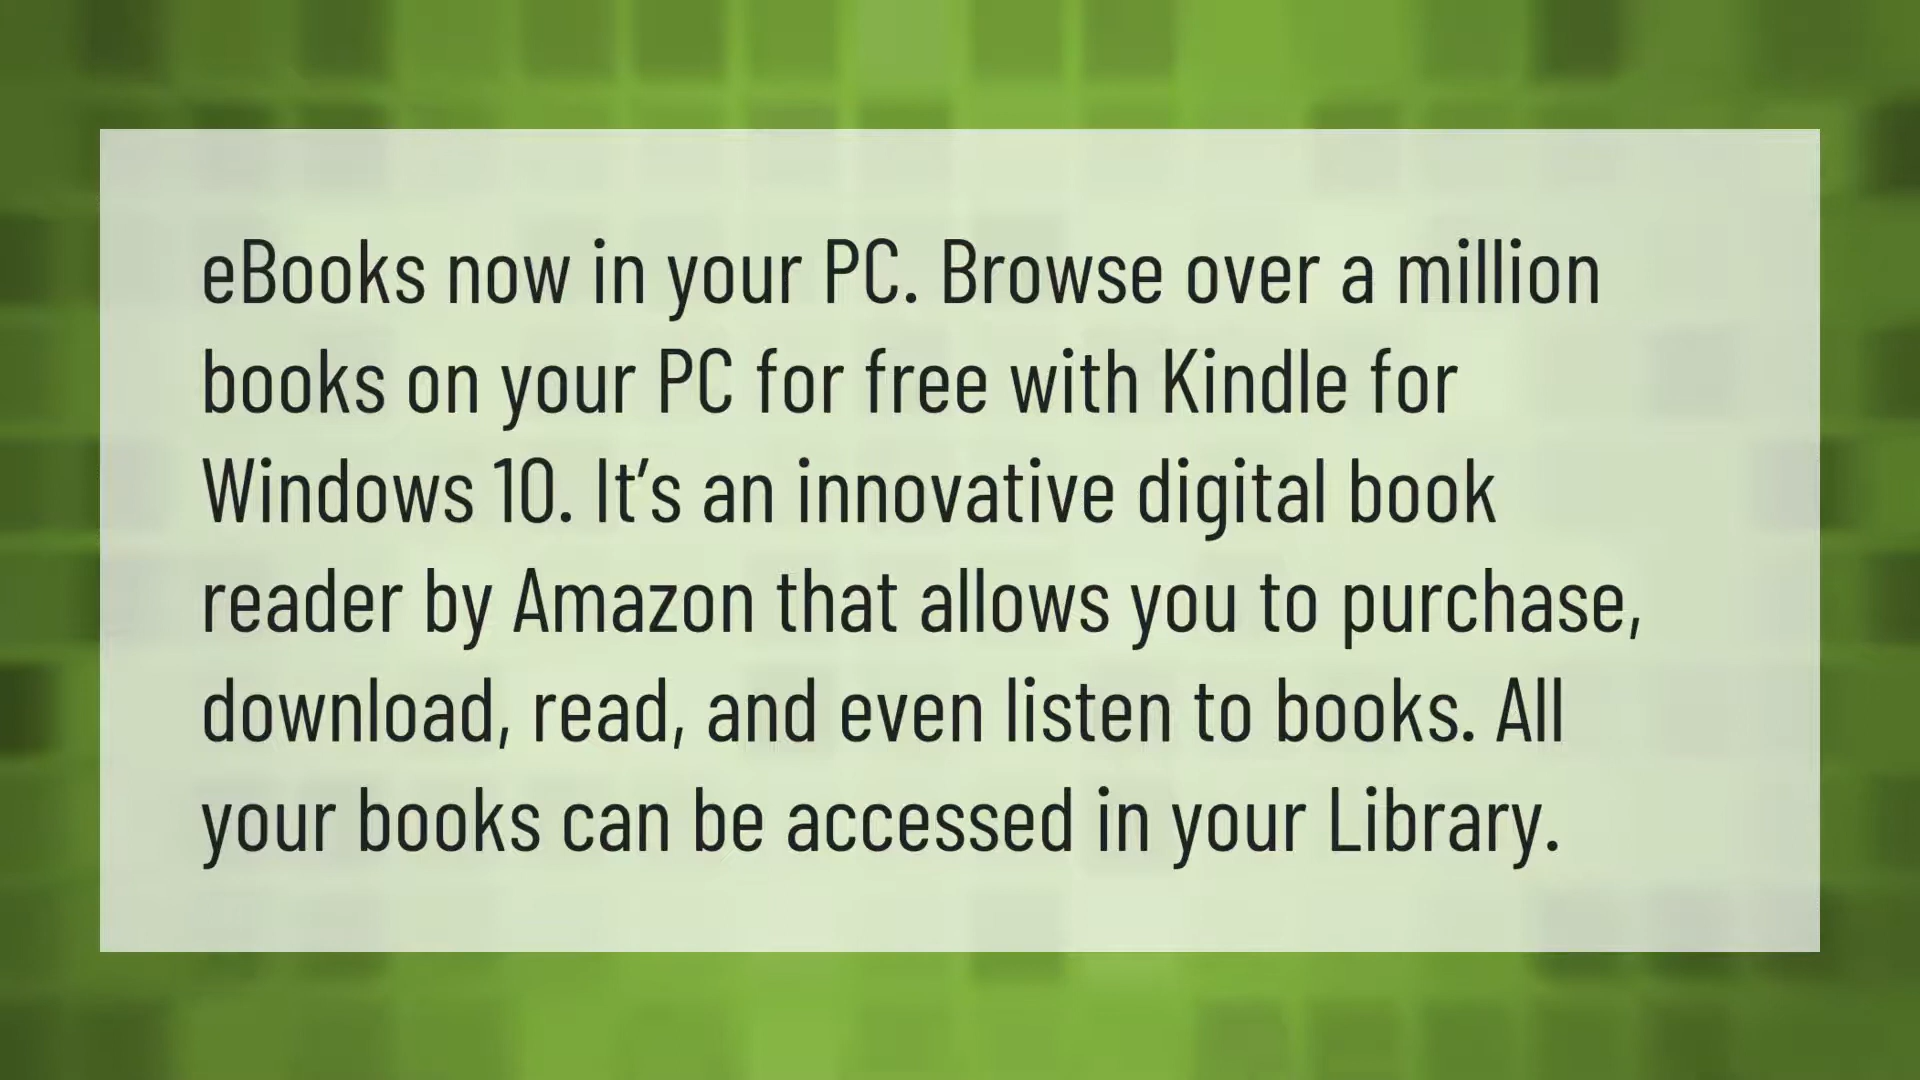 eBooks now in your PC. Browse over a million
books on your PC for free with Kindle for
Windows 10. It’s an innovative digital book
reader by Amazon that allows you to purchase,
download, read, and even listen to books. All
your books can be accessed in your Library.